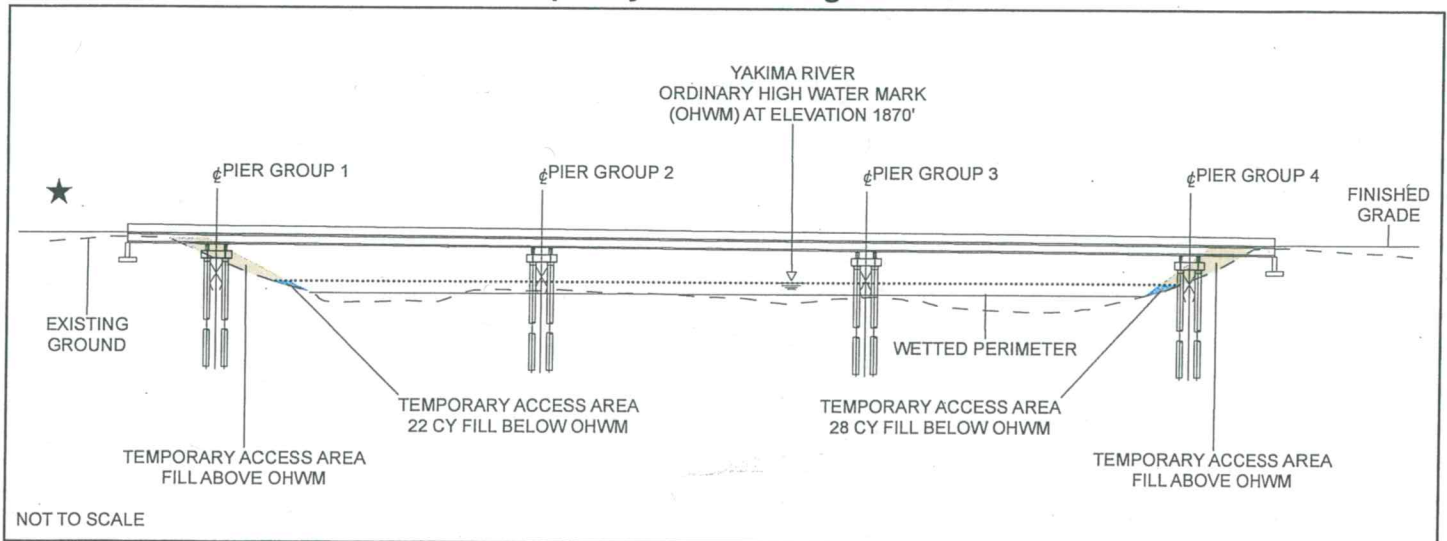 YAKIMA RIVER
ORDINARY HIGH WATER MARK
(OHWM) AT ELEVATION 1870'
℄PIER GROUP 1
℄PIER GROUP 2
℄PIER GROUP 3
℄PIER GROUP 4
FINISHED
GRADE
EXISTING
GROUND
WETTED PERIMETER
TEMPORARY ACCESS AREA
22 CY FILL BELOW OHWM
TEMPORARY ACCESS AREA
28 CY FILL BELOW OHWM
TEMPORARY ACCESS AREA
FILL ABOVE OHWM
TEMPORARY ACCESS AREA
FILL ABOVE OHWM
NOT TO SCALE